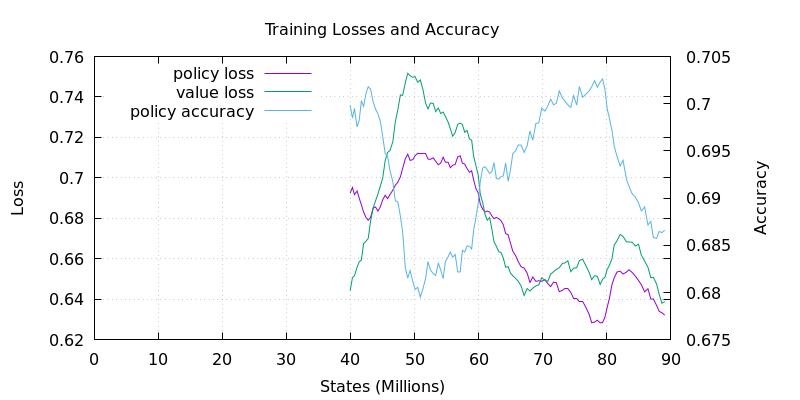 Training Losses and Accuracy
policy loss
value loss
policy accuracy
0.76
0.74
0.72
0.7
0.68
0.66
0.64
0.62
Loss
0.705
0.7
0.695
0.69
0.685
0.68
0.675
Accuracy
0 10 20 30 40 50 60 70 80 90
States (Millions)